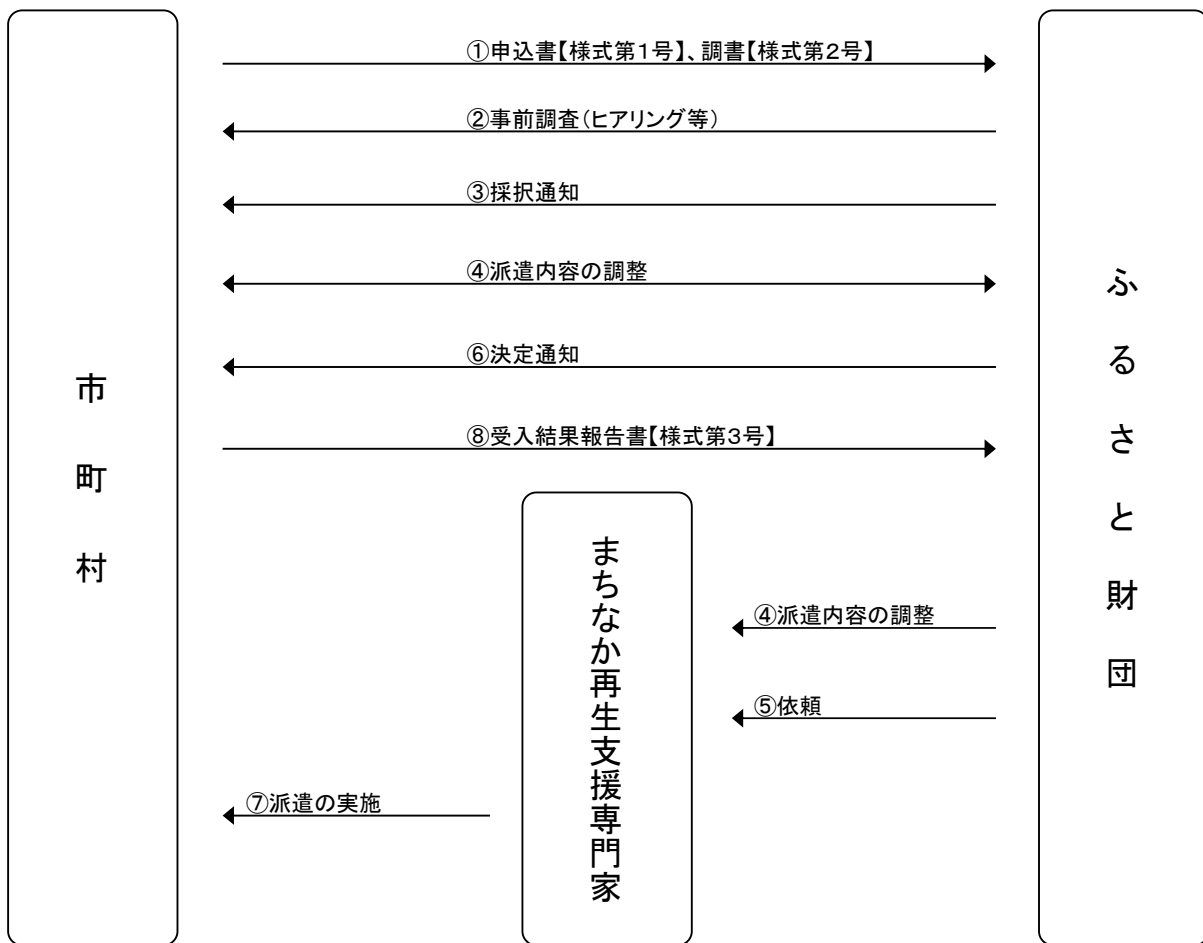 ①申込書【様式第1号】、調書【様式第2号】
②事前調査（ヒアリング等）
③採択通知
④派遣内容の調整
⑥決定通知
⑧受入結果報告書【様式第3号】
市町村
ふるさと財団
まちなか再生支援専門家
④派遣内容の調整
⑤依頼
⑦派遣の実施